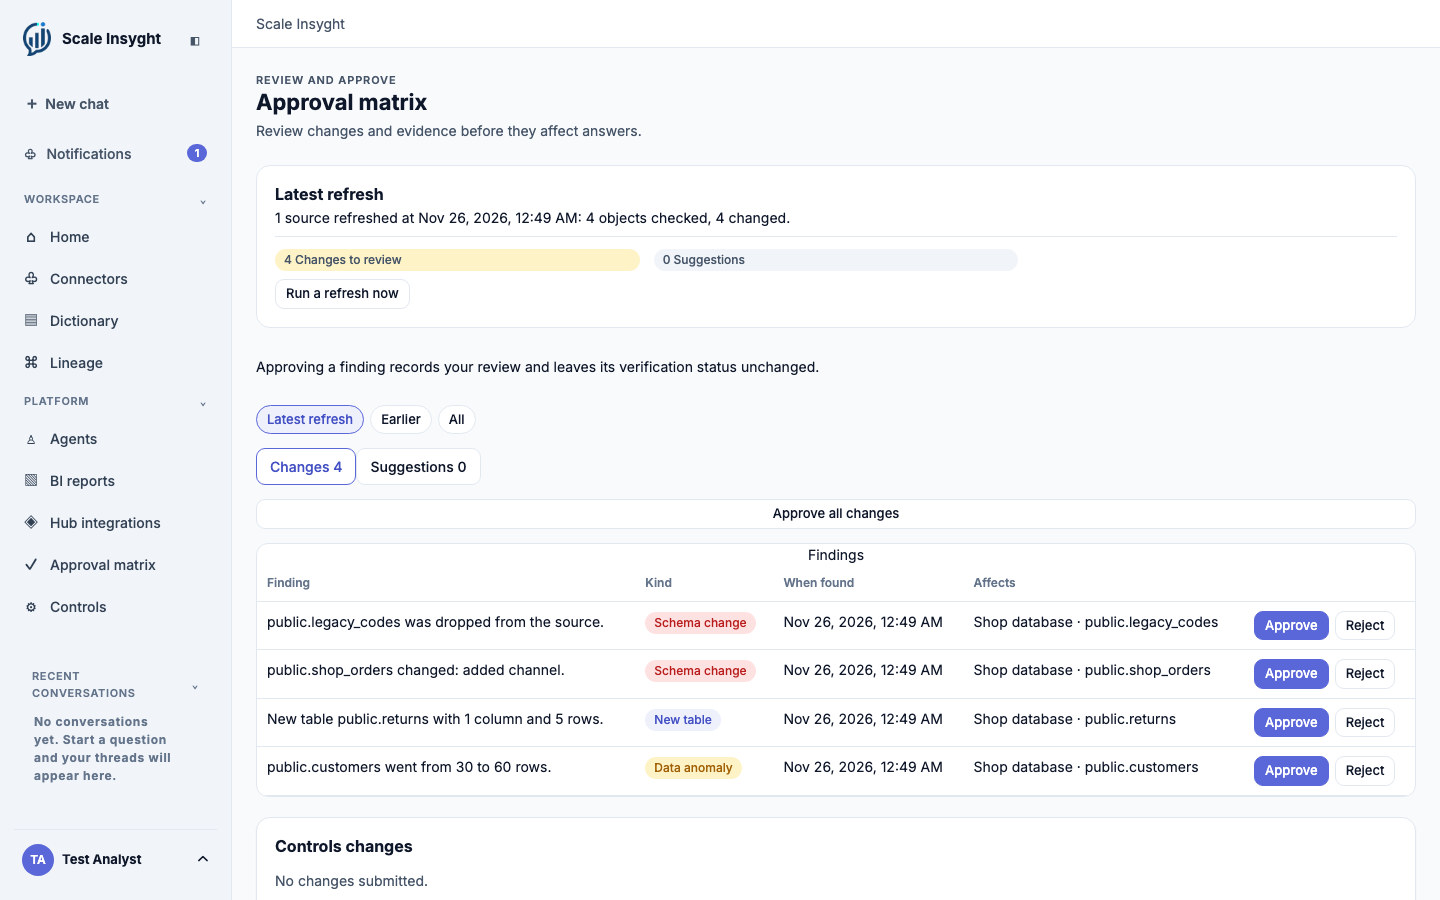 Scale Insyght
Scale Insyght
+ New chat
Notifications
1
WORKSPACE
Home
Connectors
Dictionary
Lineage
PLATFORM
Agents
BI reports
Hub integrations
Approval matrix
Controls
RECENT
CONVERSATIONS
No conversations
yet. Start a question
and your threads will
appear here.
TA
Test Analyst
REVIEW AND APPROVE
Approval matrix
Review changes and evidence before they affect answers.
Latest refresh
1 source refreshed at Nov 26, 2026, 12:49 AM: 4 objects checked, 4 changed.
4 Changes to review
0 Suggestions
Run a refresh now
Approving a finding records your review and leaves its verification status unchanged.
Latest refresh Earlier All
Changes 4 Suggestions 0
Approve all changes
Findings
Finding Kind When found Affects
public.legacy_codes was dropped from the source. Schema change Nov 26, 2026, 12:49 AM Shop database · public.legacy_codes Approve Reject
public.shop_orders changed: added channel. Schema change Nov 26, 2026, 12:49 AM Shop database · public.shop_orders Approve Reject
New table public.returns with 1 column and 5 rows. New table Nov 26, 2026, 12:49 AM Shop database · public.returns Approve Reject
public.customers went from 30 to 60 rows. Data anomaly Nov 26, 2026, 12:49 AM Shop database · public.customers Approve Reject
Controls changes
No changes submitted.